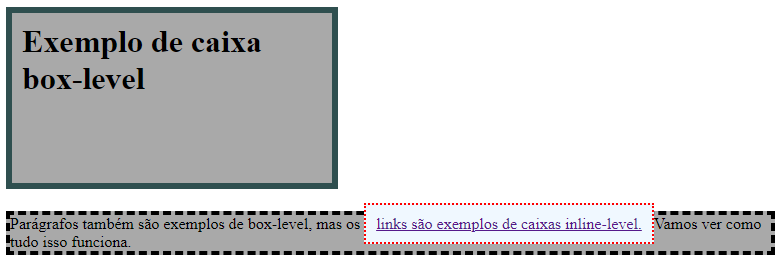 Exemplo de caixa
box-level
Parágrafos também são exemplos de box-level, mas os links são exemplos de caixas inline-level. Vamos ver como
tudo isso funciona.